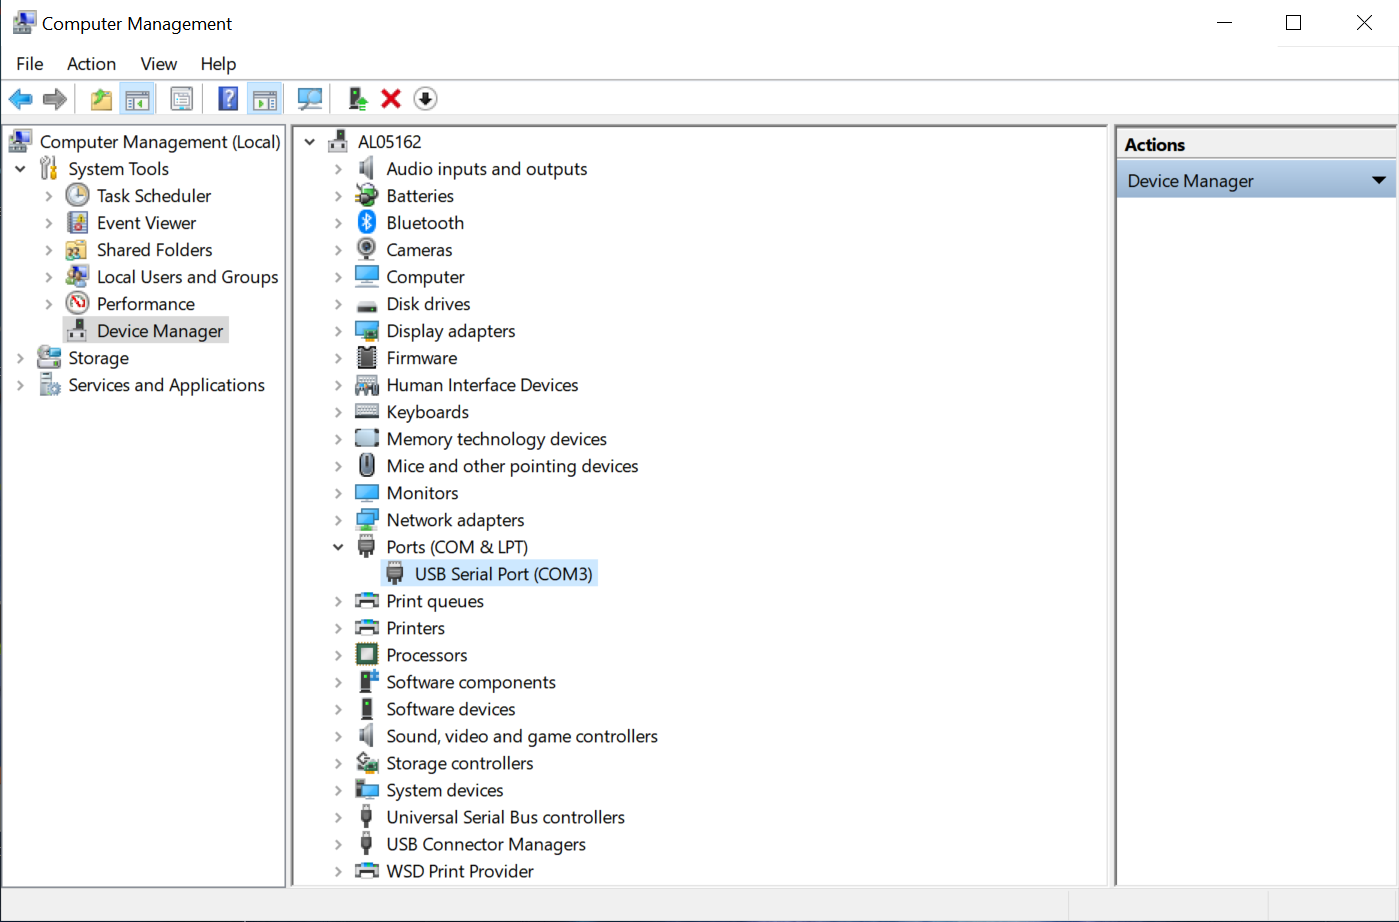 Computer Management
File Action View Help
Computer Management (Local)
System Tools
Task Scheduler
Event Viewer
Shared Folders
Local Users and Groups
Performance
Device Manager
Storage
Services and Applications
AL05162
Audio inputs and outputs
Batteries
Bluetooth
Cameras
Computer
Disk drives
Display adapters
Firmware
Human Interface Devices
Keyboards
Memory technology devices
Mice and other pointing devices
Monitors
Network adapters
Ports (COM & LPT)
USB Serial Port (COM3)
Print queues
Printers
Processors
Software components
Software devices
Sound, video and game controllers
Storage controllers
System devices
Universal Serial Bus controllers
USB Connector Managers
WSD Print Provider
Actions
Device Manager